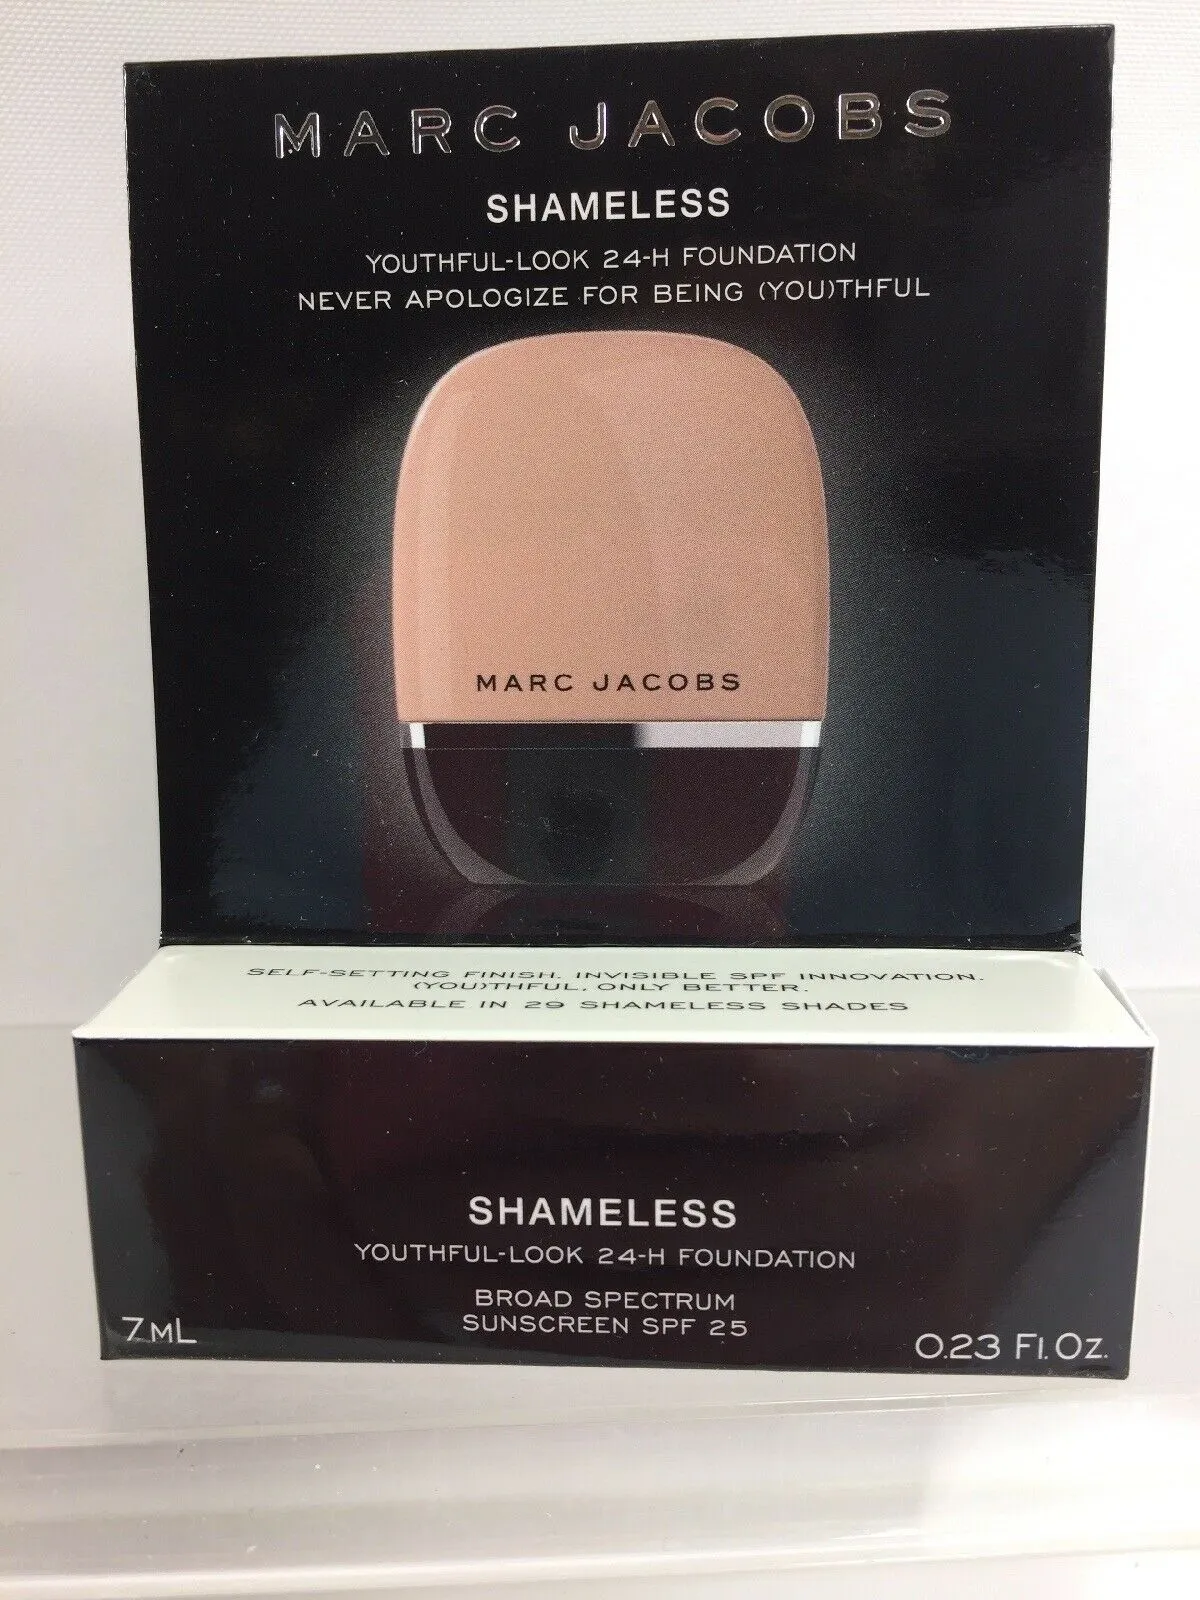 MARC JACOBS
SHAMELESS
YOUTHFUL-LOOK 24-H FOUNDATION
NEVER APOLOGIZE FOR BEING (YOU)THFUL
MARC JACOBS
SELF-SETTING FINISH. INVISIBLE SPF INNOVATION.
(YOU)THFUL, ONLY BETTER.
AVAILABLE IN 29 SHAMELESS SHADES
SHAMELESS
YOUTHFUL-LOOK 24-H FOUNDATION
BROAD SPECTRUM
SUNSCREEN SPF 25
7ML
0.23 Fl.Oz.